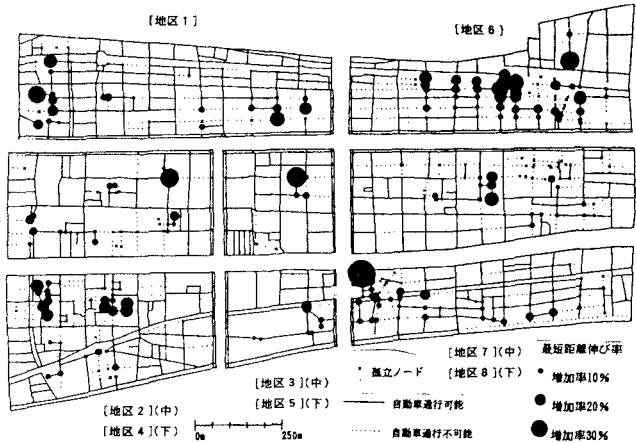 [地区1]
[地区6]
[地区7](中)
[地区8](下)
[地区3](中)
[地区5](下)
[地区2](中)
[地区4](下)
0m 250m
孤立ノード
自動車通行可能
自動車通行不可能
最短距離伸び率
増加率10%
増加率20%
増加率30%